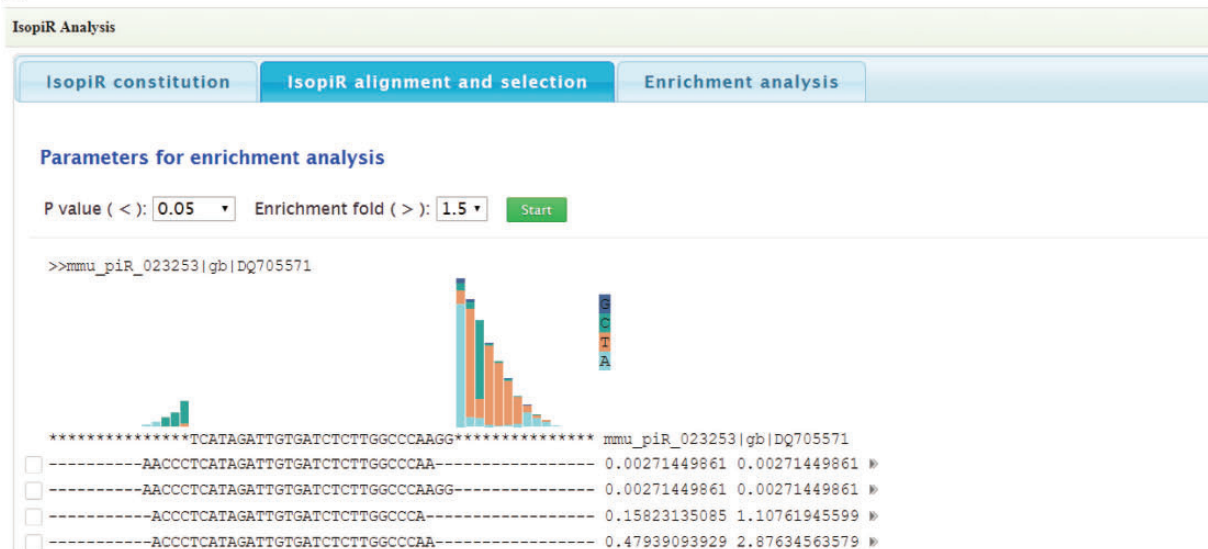 IsopiR Analysis
IsopiR constitution IsopiR alignment and selection Enrichment analysis
Parameters for enrichment analysis
P value ( < ): 0.05 Enrichment fold ( > ): 1.5 Start
>>mmu_piR_023253|gb|DQ705571
G
C
T
A
***************TCATAGATTGTGATCTCTTGGCCCAAGG*************** mmu_piR_023253|gb|DQ705571
----------AACCCTCATAGATTGTGATCTCTTGGCCCAA----------------- 0.00271449861 0.00271449861
----------AACCCTCATAGATTGTGATCTCTTGGCCCAAGG--------------- 0.00271449861 0.00271449861
-----------ACCCTCATAGATTGTGATCTCTTGGCCCA------------------ 0.15823135085 1.10761945599
-----------ACCCTCATAGATTGTGATCTCTTGGCCCAA----------------- 0.47939093929 2.87634563579